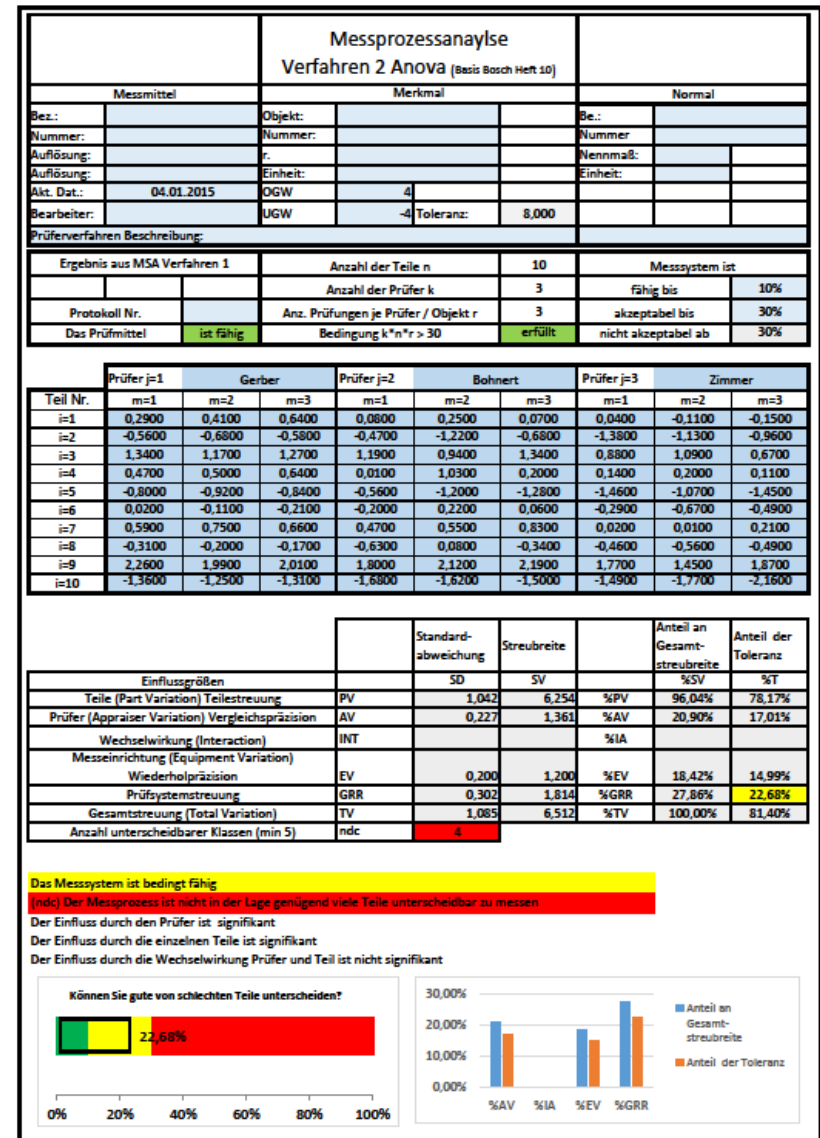 Messprozessanaylse
Verfahren 2 Anova (Basis Bosch Heft 10)
Messmittel Merkmal Normal
Bez.: Objekt: Be.:
Nummer: Nummer: Nummer
Auflösung: r. Nennmaß:
Auflösung: Einheit: Einheit:
Akt. Dat.: 04.01.2015 OGW 4
Bearbeiter: UGW -4 Toleranz: 8,000
Prüferverfahren Beschreibung:
Ergebnis aus MSA Verfahren 1 Anzahl der Teile n 10 Messsystem ist
Anzahl der Prüfer k 3 fähig bis 10%
Protokoll Nr. Anz. Prüfungen je Prüfer / Objekt r 3 akzeptabel bis 30%
Das Prüfmittel ist fähig Bedingung k*n*r > 30 erfüllt nicht akzeptabel ab 30%
Prüfer j=1 Gerber Prüfer j=2 Bohnert Prüfer j=3 Zimmer
Teil Nr. m=1 m=2 m=3 m=1 m=2 m=3 m=1 m=2 m=3
i=1 0,2900 0,4100 0,6400 0,0800 0,2500 0,0700 0,0400 -0,1100 -0,1500
i=2 -0,5600 -0,6800 -0,5800 -0,4700 -1,2200 -0,6800 -1,3800 -1,1300 -0,9600
i=3 1,3400 1,1700 1,2700 1,1900 0,9400 1,3400 0,8800 1,0900 0,6700
i=4 0,4700 0,5000 0,6400 0,0100 1,0300 0,2000 0,1400 0,2000 0,1100
i=5 -0,8000 -0,9200 -0,8400 -0,5600 -1,2000 -1,2800 -1,4600 -1,0700 -1,4500
i=6 0,0200 -0,1100 -0,2100 -0,2000 0,2200 0,0600 -0,2900 -0,6700 -0,4900
i=7 0,5900 0,7500 0,6600 0,4700 0,5500 0,8300 0,0200 0,0100 0,2100
i=8 -0,3100 -0,2000 -0,1700 -0,6300 0,0800 -0,3400 -0,4600 -0,5600 -0,4900
i=9 2,2600 1,9900 2,0100 1,8000 2,1200 2,1900 1,7700 1,4500 1,8700
i=10 -1,3600 -1,2500 -1,3100 -1,6800 -1,6200 -1,5000 -1,4900 -1,7700 -2,1600
Standard-abweichung Streubreite Anteil an Gesamt-streubreite Anteil der Toleranz
Einflussgrößen SD SV %SV %T
Teile (Part Variation) Teilestreuung PV 1,042 6,254 %PV 96,04% 78,17%
Prüfer (Appraiser Variation) Vergleichspräzision AV 0,227 1,361 %AV 20,90% 17,01%
Wechselwirkung (Interaction) INT %IA
Messeinrichtung (Equipment Variation)
Wiederholpräzision EV 0,200 1,200 %EV 18,42% 14,99%
Prüfsystemstreuung GRR 0,302 1,814 %GRR 27,86% 22,68%
Gesamtstreuung (Total Variation) TV 1,085 6,512 %TV 100,00% 81,40%
Anzahl unterscheidbarer Klassen (min 5) ndc 4
Das Messsystem ist bedingt fähig
(ndc) Der Messprozess ist nicht in der Lage genügend viele Teile unterscheidbar zu messen
Der Einfluss durch den Prüfer ist signifikant
Der Einfluss durch die einzelnen Teile ist signifikant
Der Einfluss durch die Wechselwirkung Prüfer und Teil ist nicht signifikant
Können Sie gute von schlechten Teile unterscheiden?
22,68%
0% 20% 40% 60% 80% 100%
30,00%
20,00%
10,00%
0,00%
%AV %IA %EV %GRR
Anteil an
Gesamt-
streubreite
Anteil der Toleranz